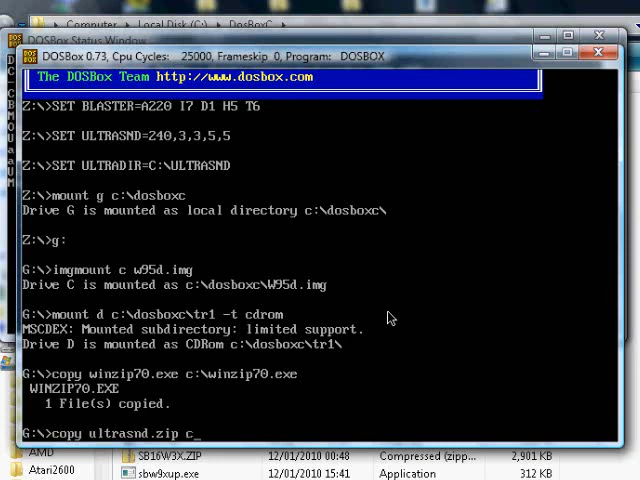 Computer ▸ Local Disk (C:) ▸ DosBoxC ▸
DOSBox Status Window
DOSBox 0.73, Cpu Cycles: 25000, Frameskip 0, Program: DOSBOX
The DOSBox Team http://www.dosbox.com
Z:\>SET BLASTER=A220 I7 D1 H5 T6
Z:\>SET ULTRASND=240,3,3,5,5
Z:\>SET ULTRADIR=C:\ULTRASND
Z:\>mount g c:\dosboxc
Drive G is mounted as local directory c:\dosboxc\
Z:\>g:
G:\>imgmount c w95d.img
Drive C is mounted as c:\dosboxc\W95d.img
G:\>mount d c:\dosboxc\tr1 -t cdrom
MSCDEX: Mounted subdirectory: limited support.
Drive D is mounted as CDRom c:\dosboxc\tr1\
G:\>copy winzip70.exe c:\winzip70.exe
WINZIP70.EXE
1 File(s) copied.
G:\>copy ultrasnd.zip c_
AMD
SB16W3X.ZIP 12/01/2010 00:48 Compressed (zipp... 2,901 KB
Atari2600
sbw9xup.exe 12/01/2010 15:41 Application 312 KB